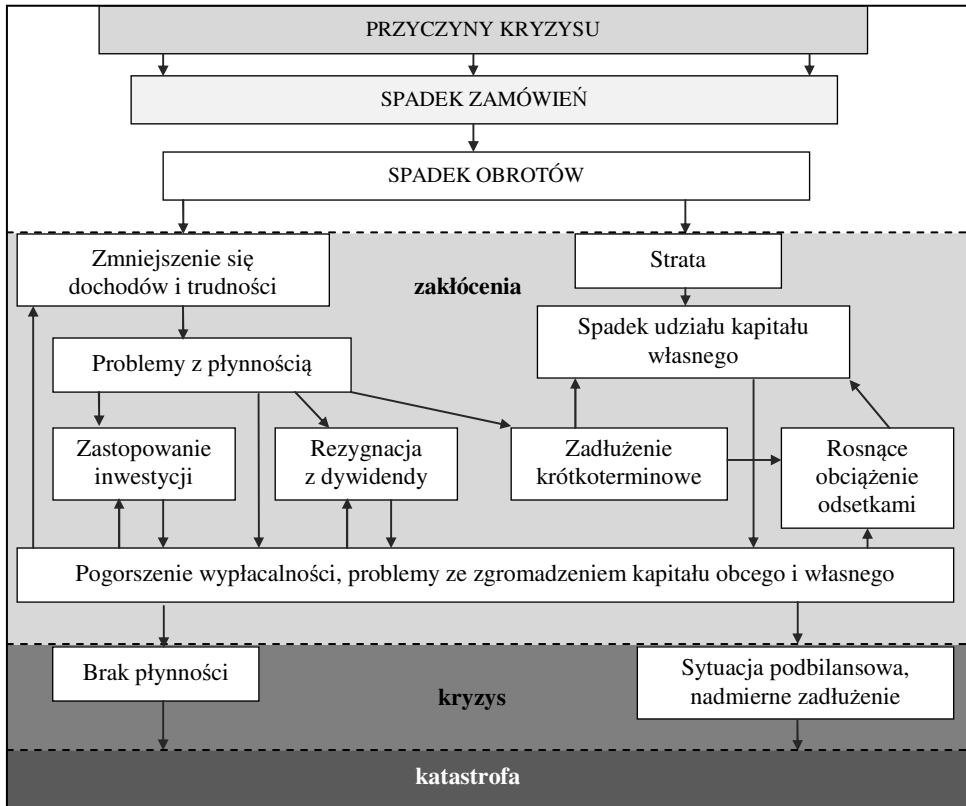 PRZYCZYNY KRYZYSU
SPADEK ZAMÓWIEŃ
SPADEK OBROTÓW
Zmniejszenie się
dochodów i trudności
zakłócenia
Strata
Spadek udziału kapitału
własnego
Problemy z płynnością
Zastopowanie
inwestycji
Rezygnacja
z dywidendy
Zadłużenie
krótkoterminowe
Rosnące
obciążenie
odsetkami
Pogorszenie wypłacalności, problemy ze zgromadzeniem kapitału obcego i własnego
Brak płynności
kryzys
Sytuacja podbilansowa,
nadmierne zadłużenie
katastrofa